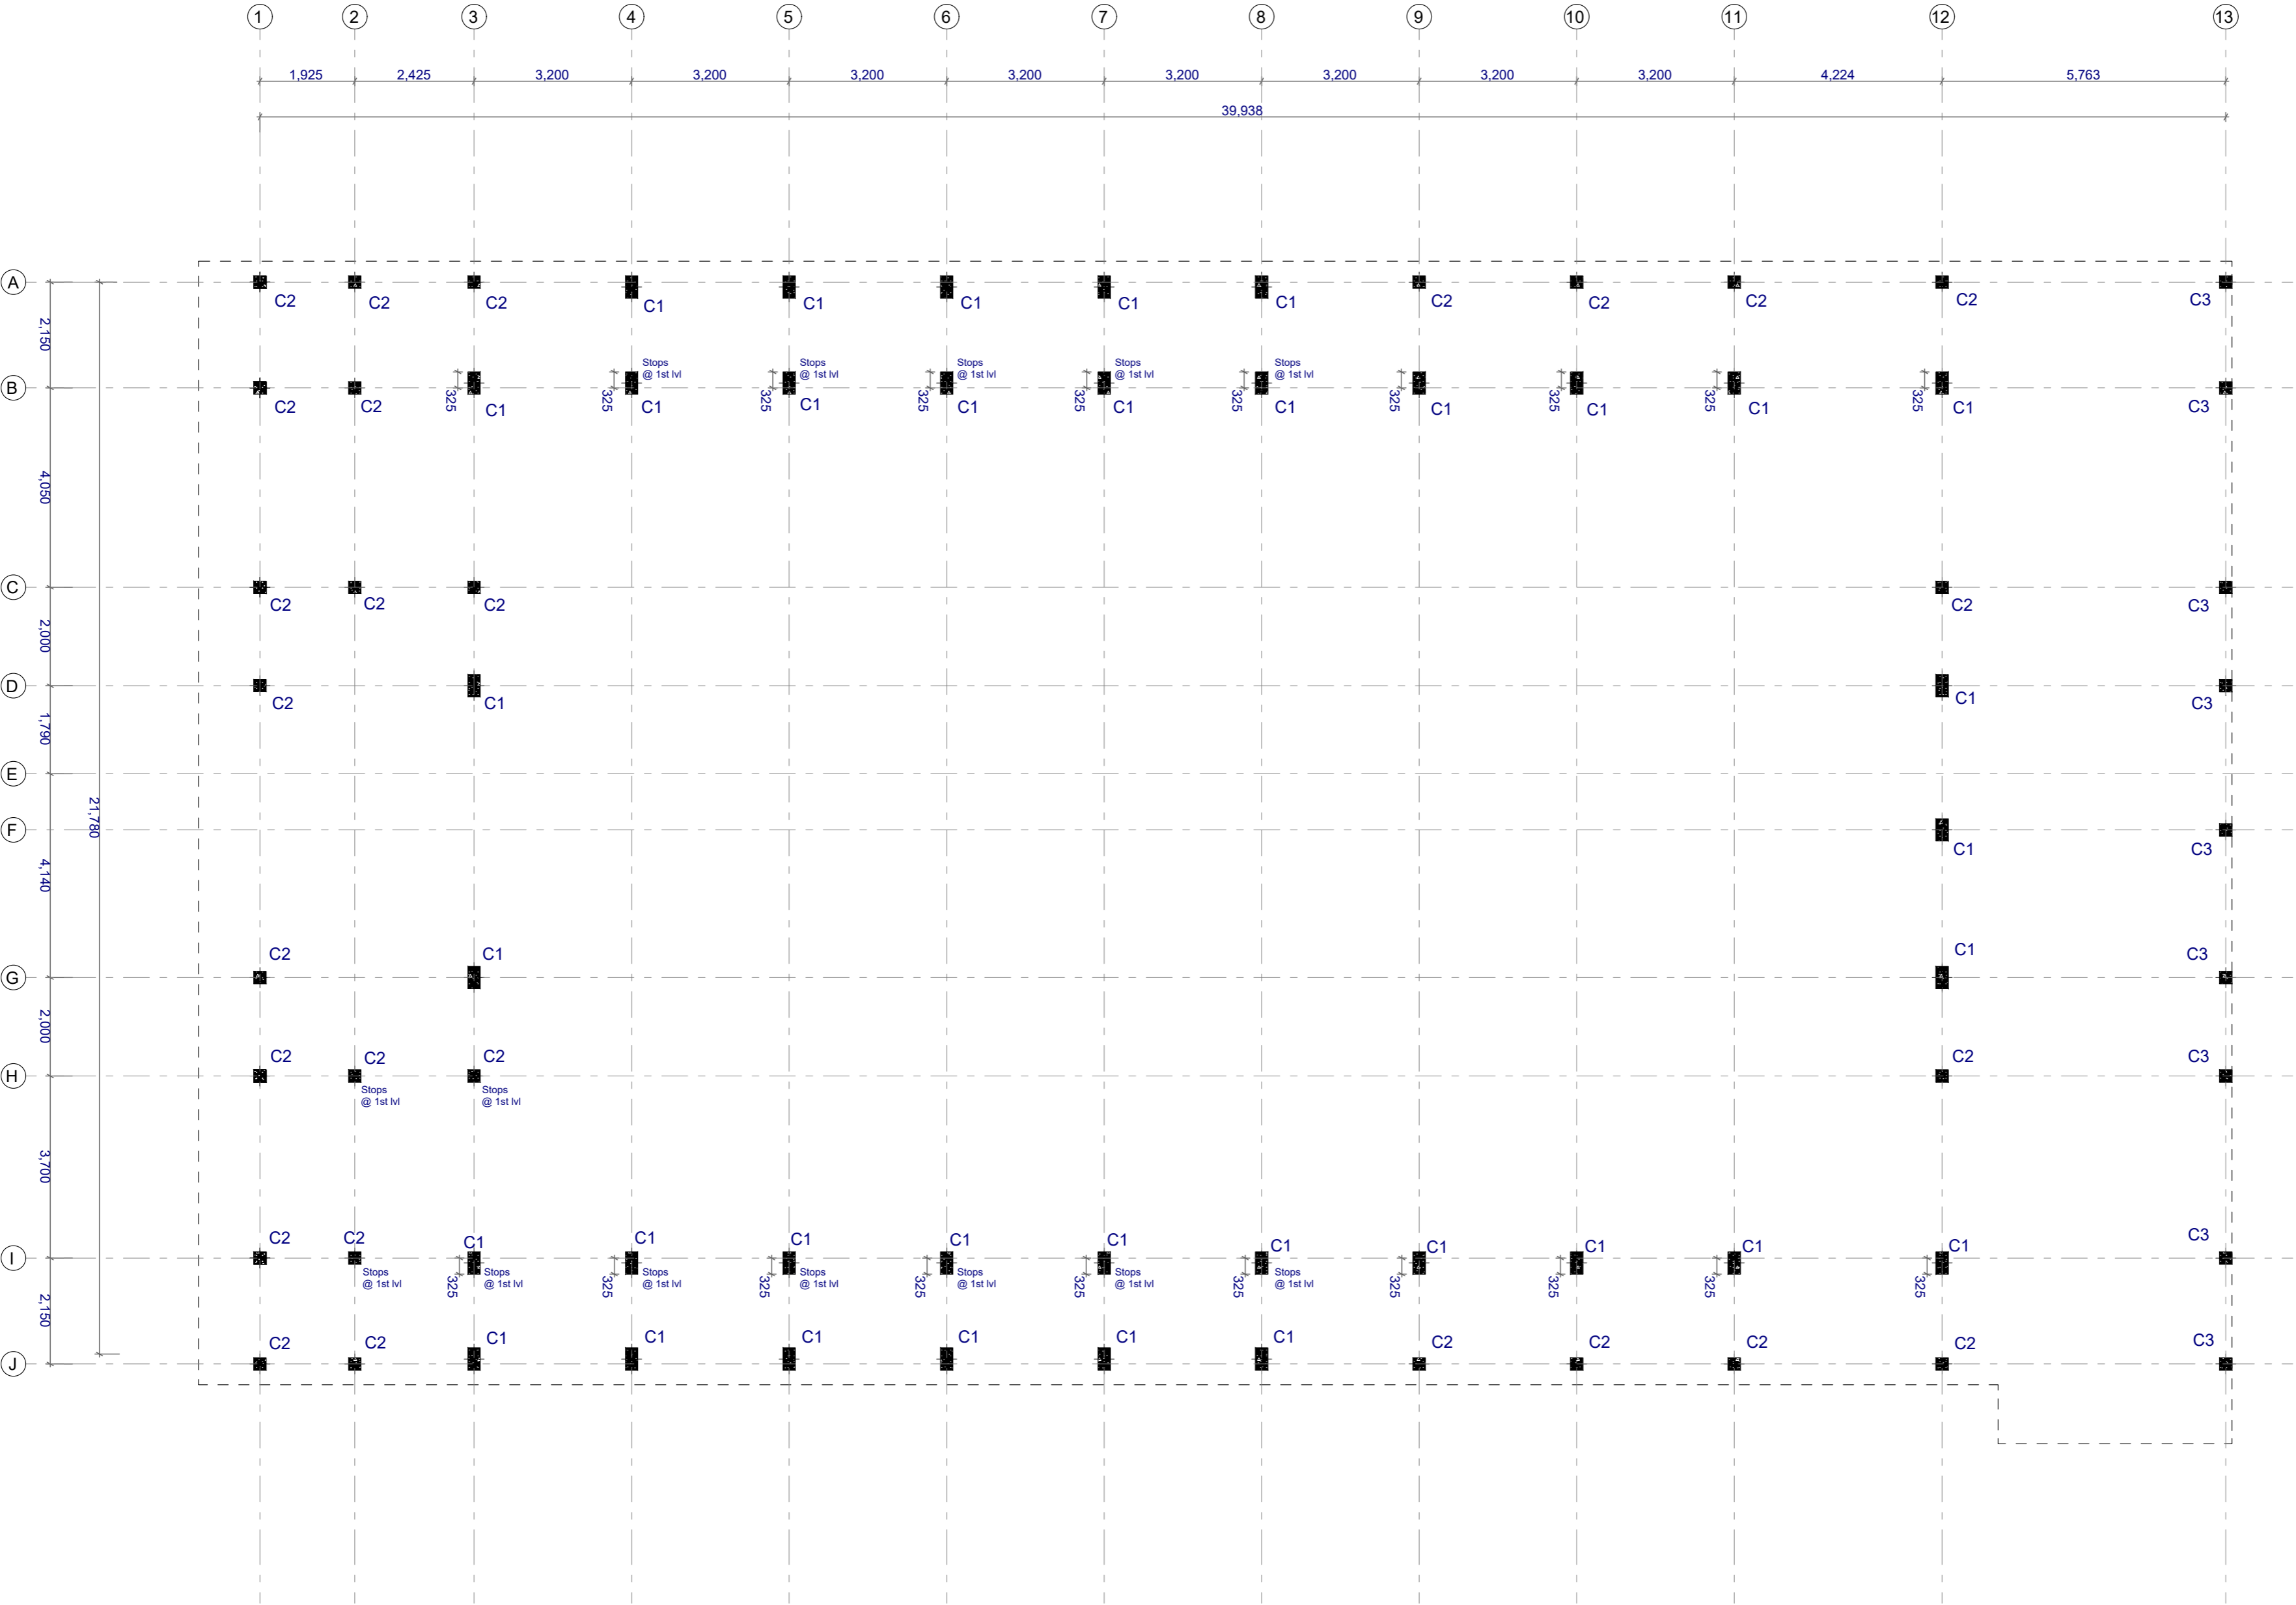 1 2 3 4 5 6 7 8 9 10 11 12 13
1,925 2,425 3,200 3,200 3,200 3,200 3,200 3,200 3,200 3,200 4,224 5,763
39,938
A
C2 C2 C2 C1 C1 C1 C1 C1 C2 C2 C2 C2 C3
2,150
Stops Stops Stops Stops Stops
@ 1st lvl @ 1st lvl @ 1st lvl @ 1st lvl @ 1st lvl
B
325 325 325 325 325 325 325 325 325 325
C2 C2 C1 C1 C1 C1 C1 C1 C1 C1 C1 C1 C3
4,050
C
C2 C2 C2 C2 C3
2,000
D
C2 C1 C1 C3
1,790
E
21,780
F
C1 C3
4,140
C2 C1 C1 C3
G
2,000
C2 C2 C2 C2 C3
H
Stops Stops
@ 1st lvl @ 1st lvl
3,700
C2 C2 C1 C1 C1 C1 C1 C1 C1 C1 C1 C1 C3
I
Stops Stops Stops Stops Stops Stops Stops
@ 1st lvl @ 1st lvl @ 1st lvl @ 1st lvl @ 1st lvl @ 1st lvl @ 1st lvl
325 325 325 325 325 325 325 325 325 325
2,150
C2 C2 C1 C1 C1 C1 C1 C1 C2 C2 C2 C2 C3
J